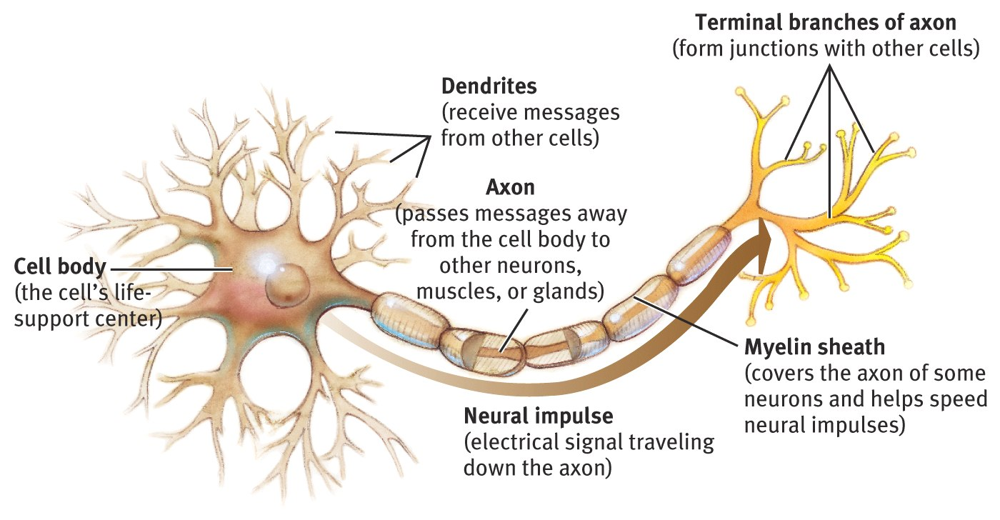 Terminal branches of axon
(form junctions with other cells)
Dendrites
(receive messages
from other cells)
Axon
(passes messages away
from the cell body to
other neurons,
muscles, or glands)
Cell body
(the cell’s life-
support center)
Myelin sheath
(covers the axon of some
neurons and helps speed
neural impulses)
Neural impulse
(electrical signal traveling
down the axon)